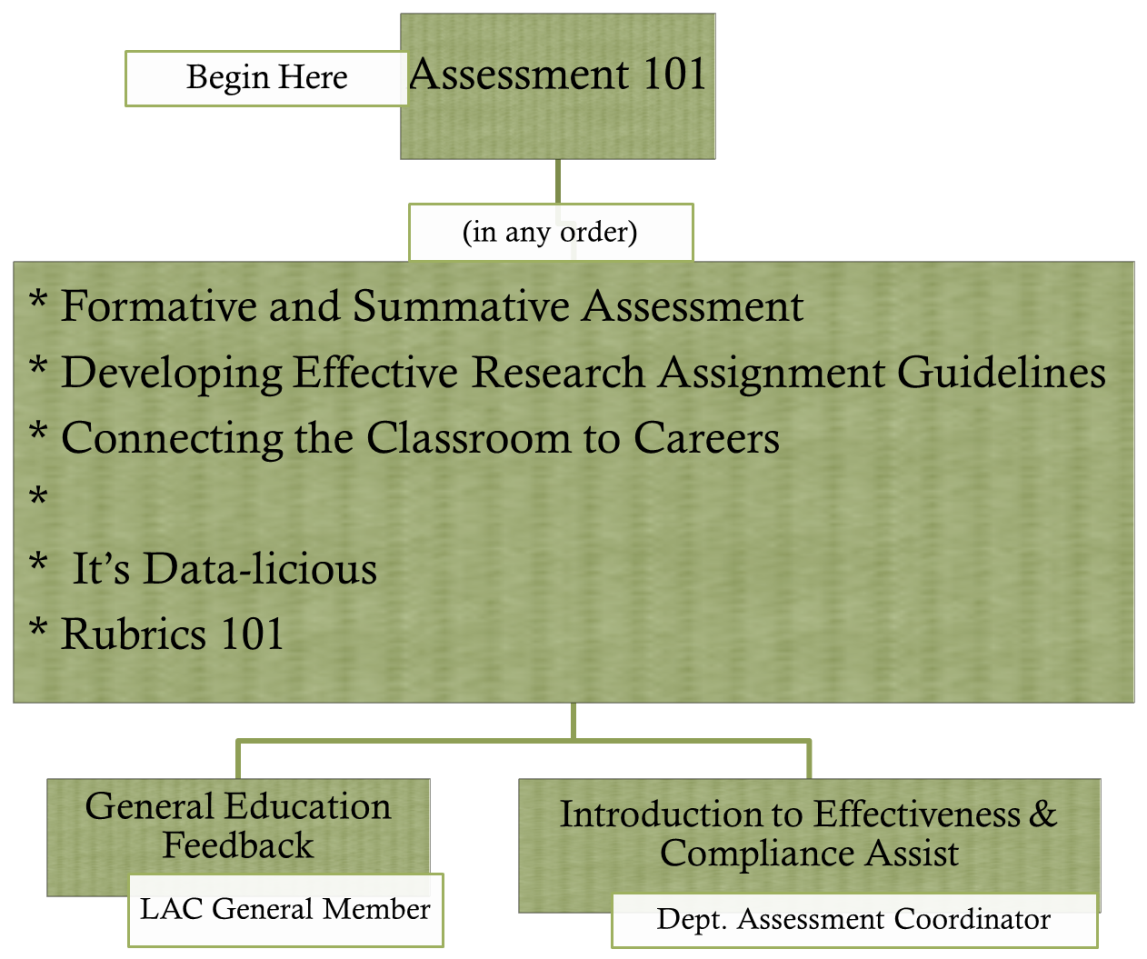 Begin Here
Assessment 101
(in any order)
* Formative and Summative Assessment
* Developing Effective Research Assignment Guidelines
* Connecting the Classroom to Careers
*
* It’s Data-licious
* Rubrics 101
General Education
Feedback
LAC General Member
Introduction to Effectiveness &
Compliance Assist
Dept. Assessment Coordinator